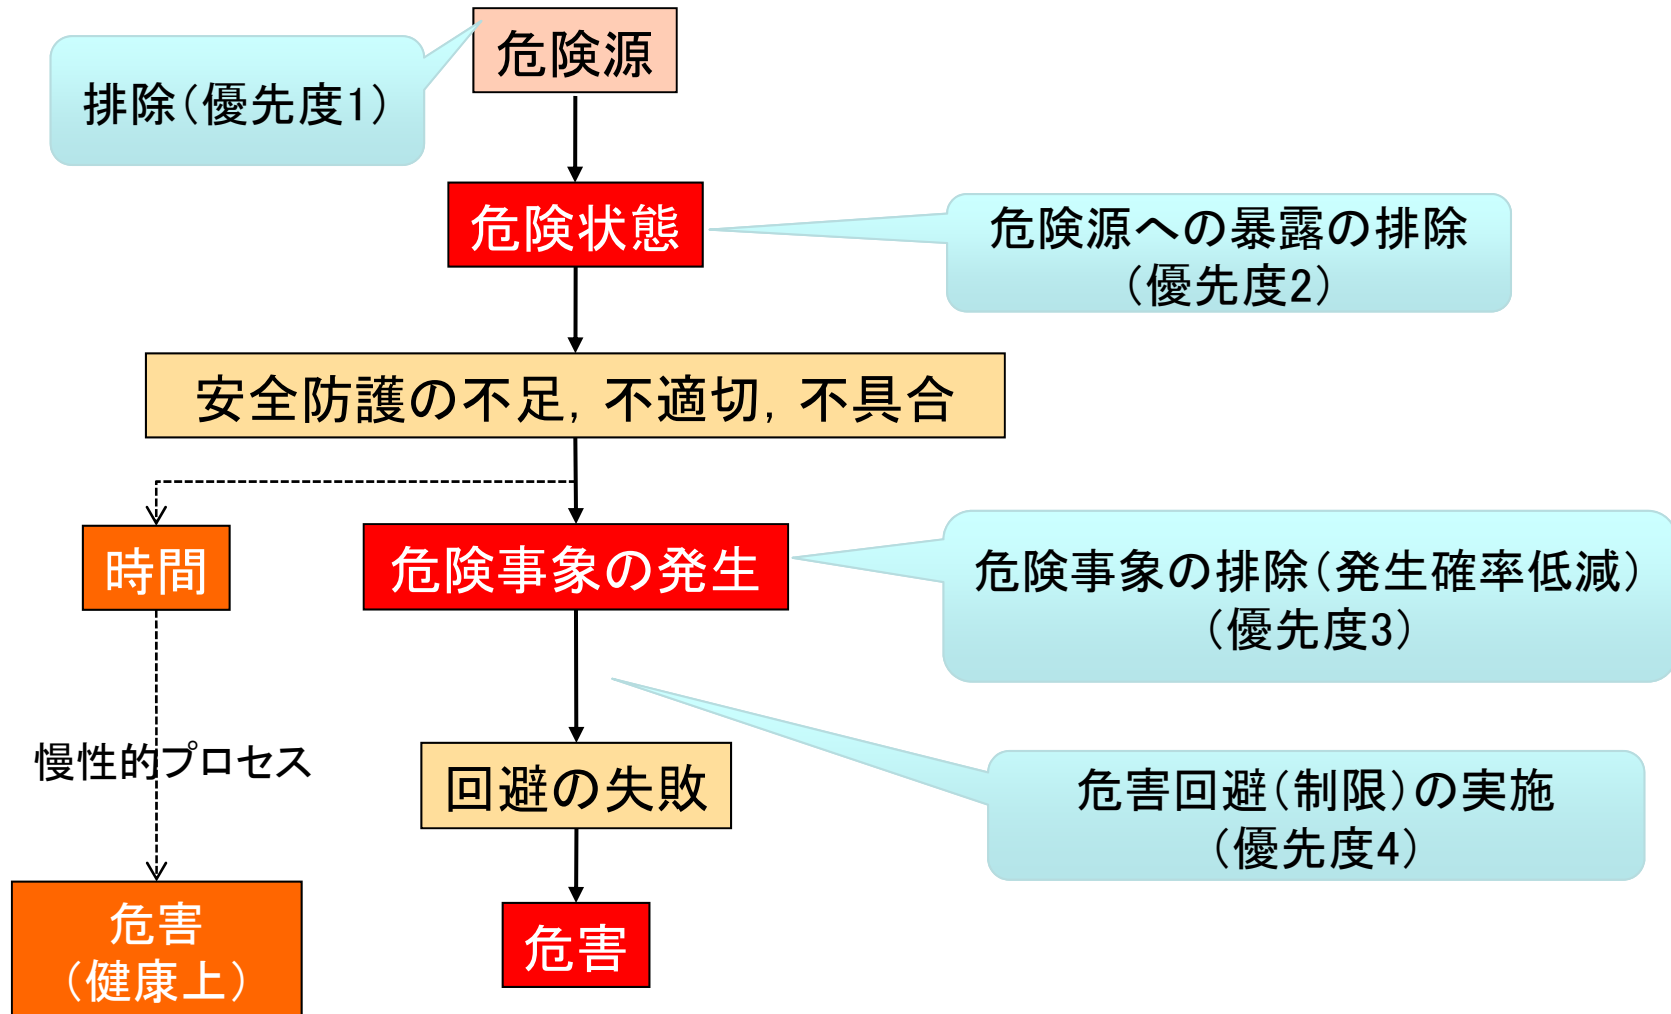 危険源
排除(優先度1)
危険状態
危険源への暴露の排除
(優先度2)
安全防護の不足, 不適切, 不具合
時間
危険事象の発生
危険事象の排除(発生確率低減)
(優先度3)
慢性的プロセス
回避の失敗
危害回避(制限)の実施
(優先度4)
危害
(健康上)
危害